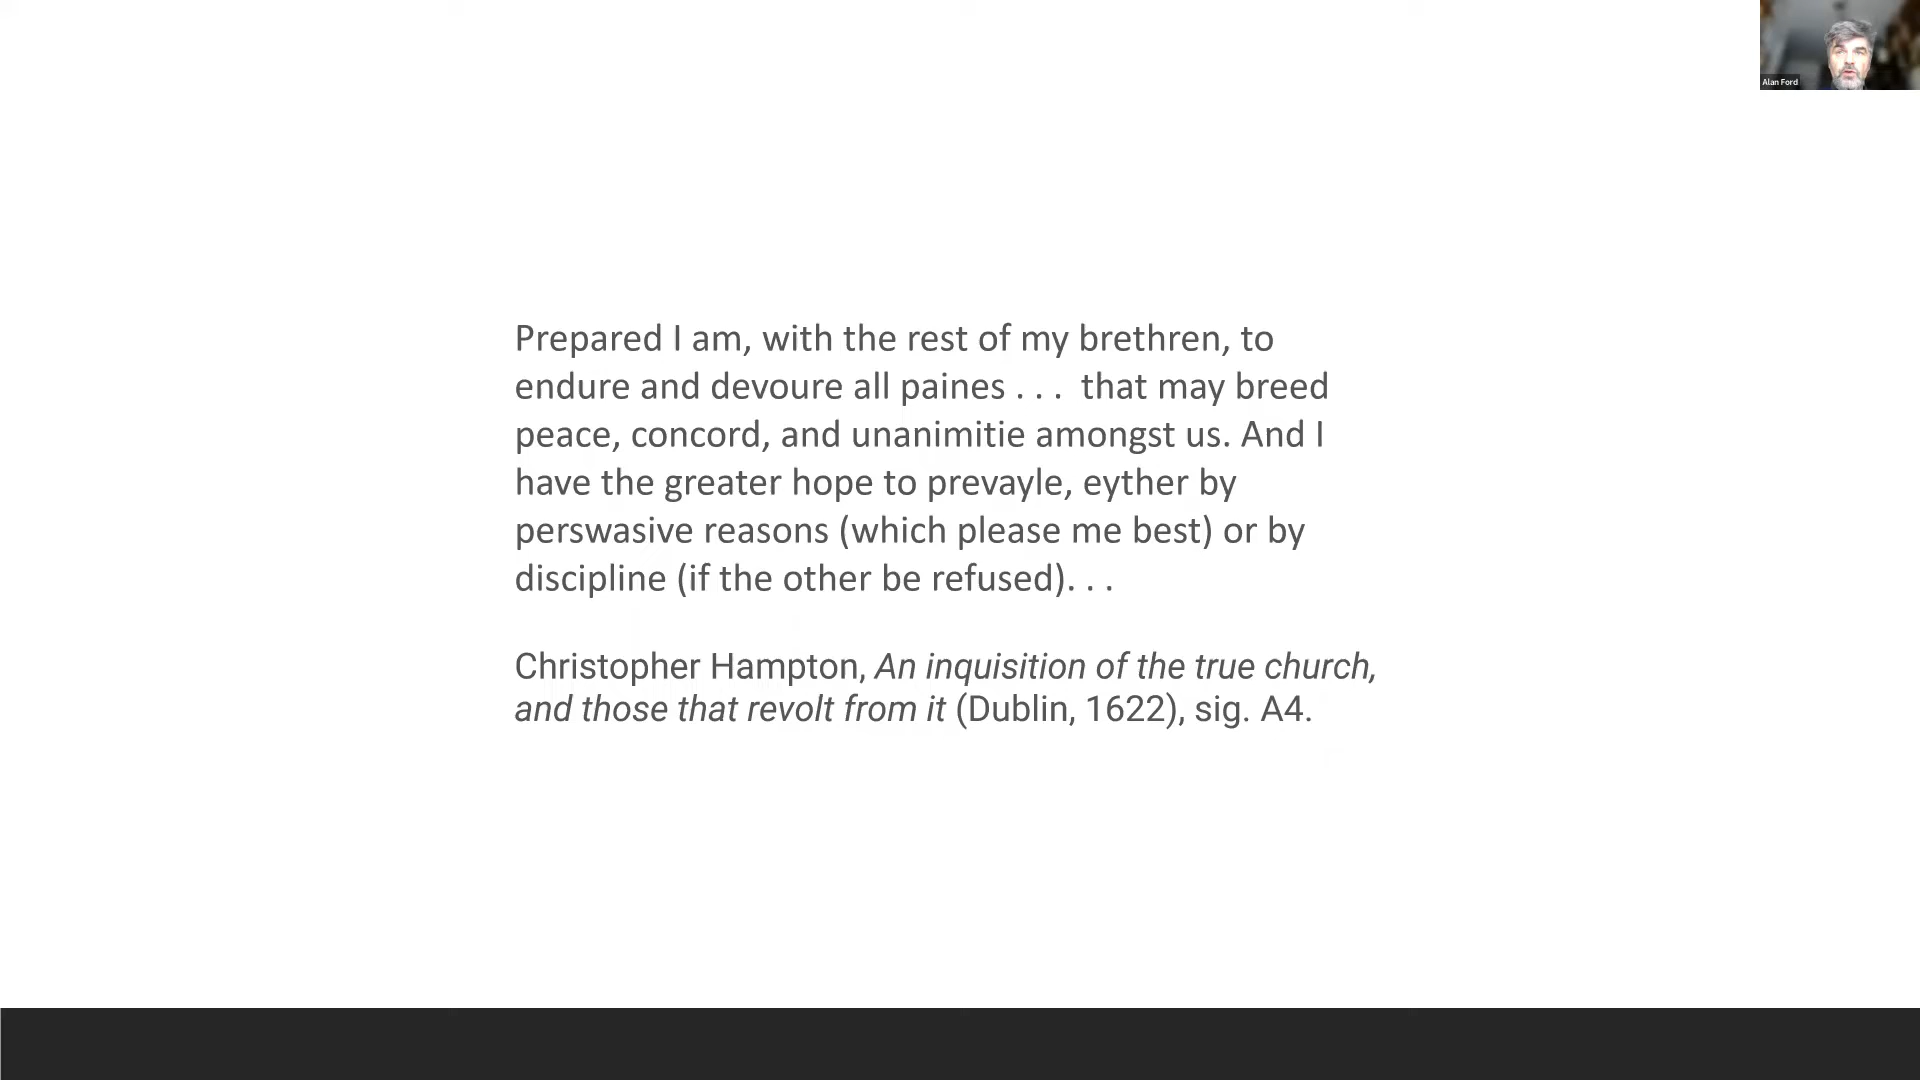 Alan Ford
Prepared I am, with the rest of my brethren, to
endure and devoure all paines . . .  that may breed
peace, concord, and unanimitie amongst us. And I
have the greater hope to prevayle, eyther by
perswasive reasons (which please me best) or by
discipline (if the other be refused). . .
Christopher Hampton, An inquisition of the true church,
and those that revolt from it (Dublin, 1622), sig. A4.